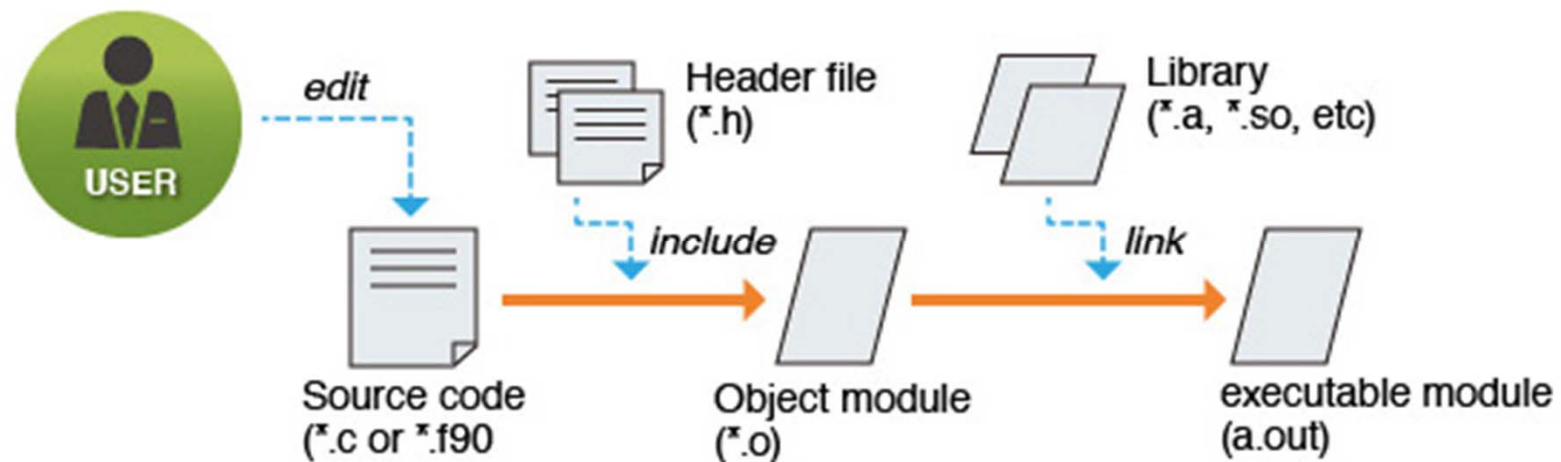 USER
edit
Header file
(*.h)
Library
(*.a, *.so, etc)
include
link
Source code
(*.c or *.f90
Object module
(*.o)
executable module
(a.out)